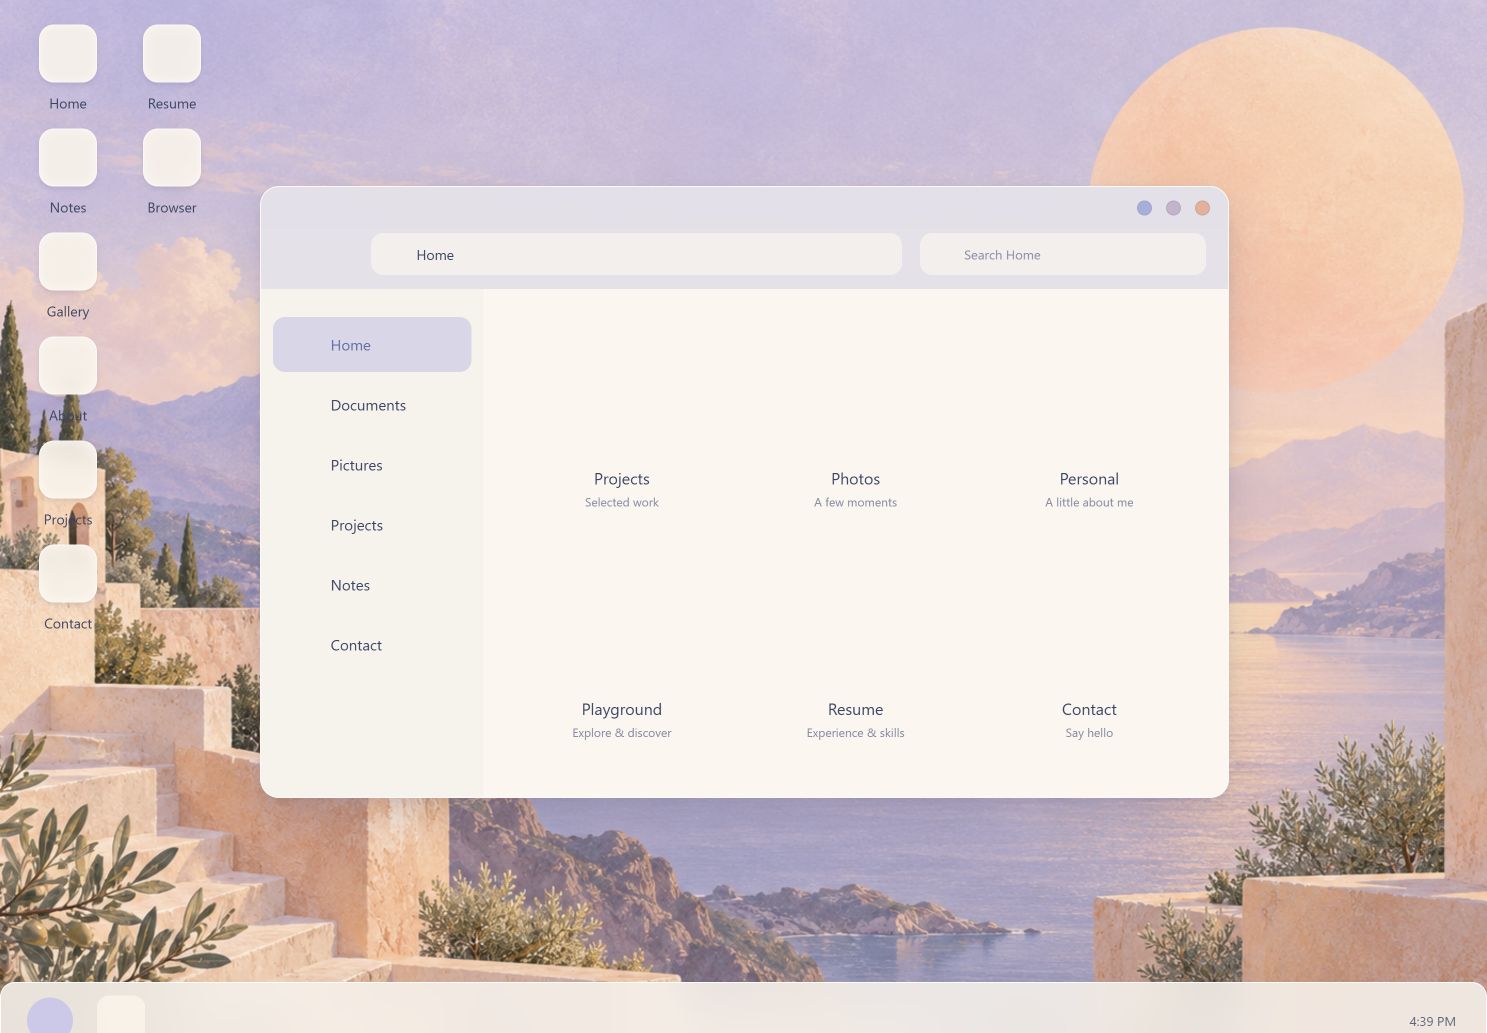 Home
Resume
Notes
Browser
Gallery
About
Projects
Contact
Home
Search Home
Home
Documents
Pictures
Projects
Notes
Contact
Projects
Selected work
Photos
A few moments
Personal
A little about me
Playground
Explore & discover
Resume
Experience & skills
Contact
Say hello
4:39 PM